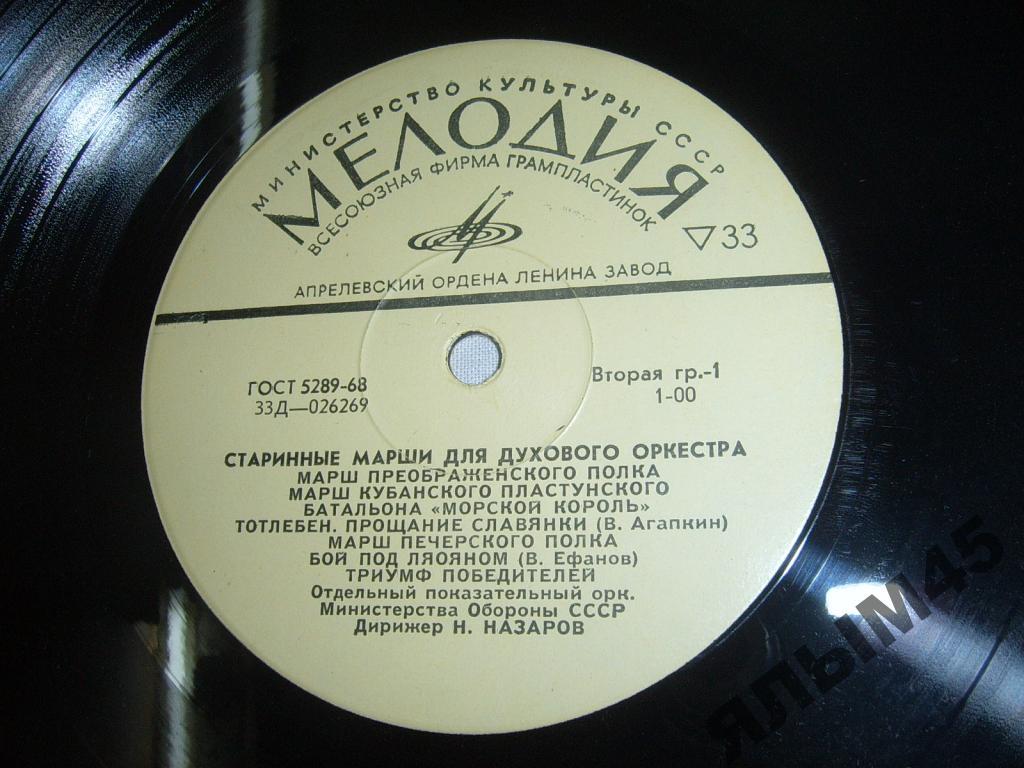 МИНИСТЕРСТВО КУЛЬТУРЫ СССР
МЕЛОДИЯ
ВСЕСОЮЗНАЯ ФИРМА ГРАМПЛАСТИНОК
33
АПРЕЛЕВСКИЙ ОРДЕНА ЛЕНИНА ЗАВОД
ГОСТ 5289-68
33Д—026269
Вторая гр.-1
1-00
СТАРИННЫЕ МАРШИ ДЛЯ ДУХОВОГО ОРКЕСТРА
МАРШ ПРЕОБРАЖЕНСКОГО ПОЛКА
МАРШ КУБАНСКОГО ПЛАСТУНСКОГО
БАТАЛЬОНА «МОРСКОЙ КОРОЛЬ»
ТОТЛЕБЕН. ПРОЩАНИЕ СЛАВЯНКИ (В. Агапкин)
МАРШ ПЕЧЕРСКОГО ПОЛКА
БОЙ ПОД ЛЯОЯНОМ (В. Ефанов)
ТРИУМФ ПОБЕДИТЕЛЕЙ
Отдельный показательный орк.
Министерства Обороны СССР
Дирижер Н. НАЗАРОВ
ЯЛЫМ45